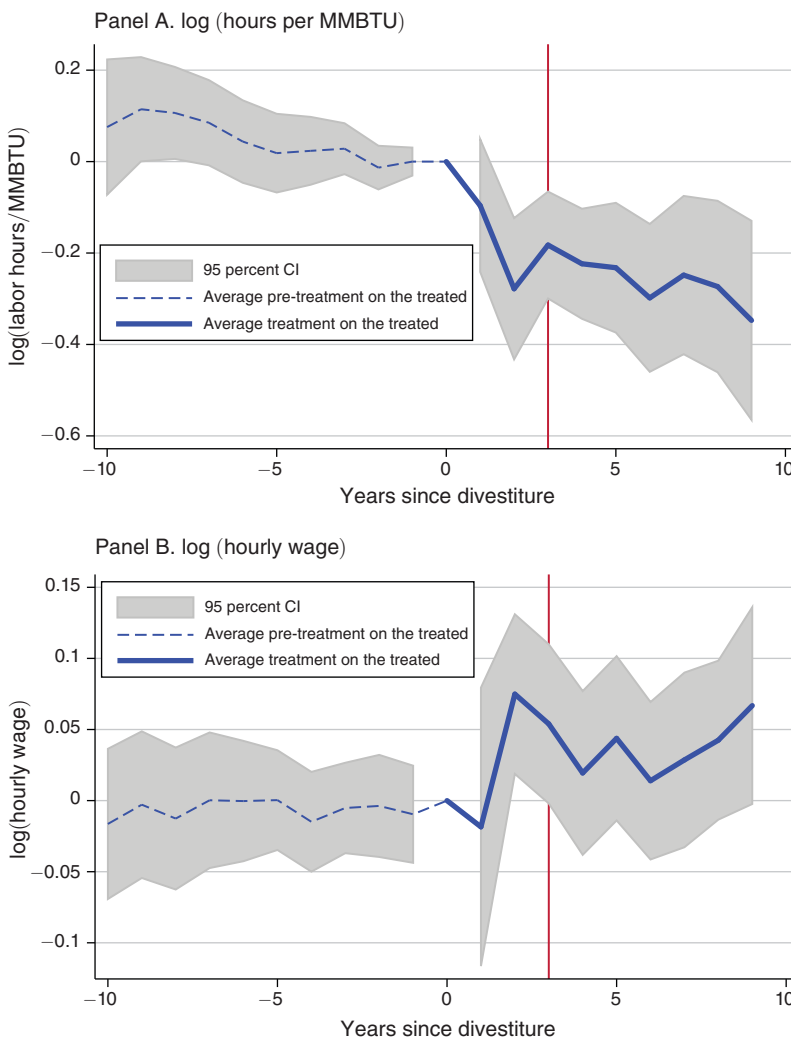 Panel A. log (hours per MMBTU)
log(labor hours/MMBTU)
0.2
0
−0.2
−0.4
−0.6
95 percent CI
Average pre-treatment on the treated
Average treatment on the treated
−10 −5 0 5 10
Years since divestiture
Panel B. log (hourly wage)
log(hourly wage)
0.15
0.1
0.05
0
−0.05
−0.1
95 percent CI
Average pre-treatment on the treated
Average treatment on the treated
−10 −5 0 5 10
Years since divestiture